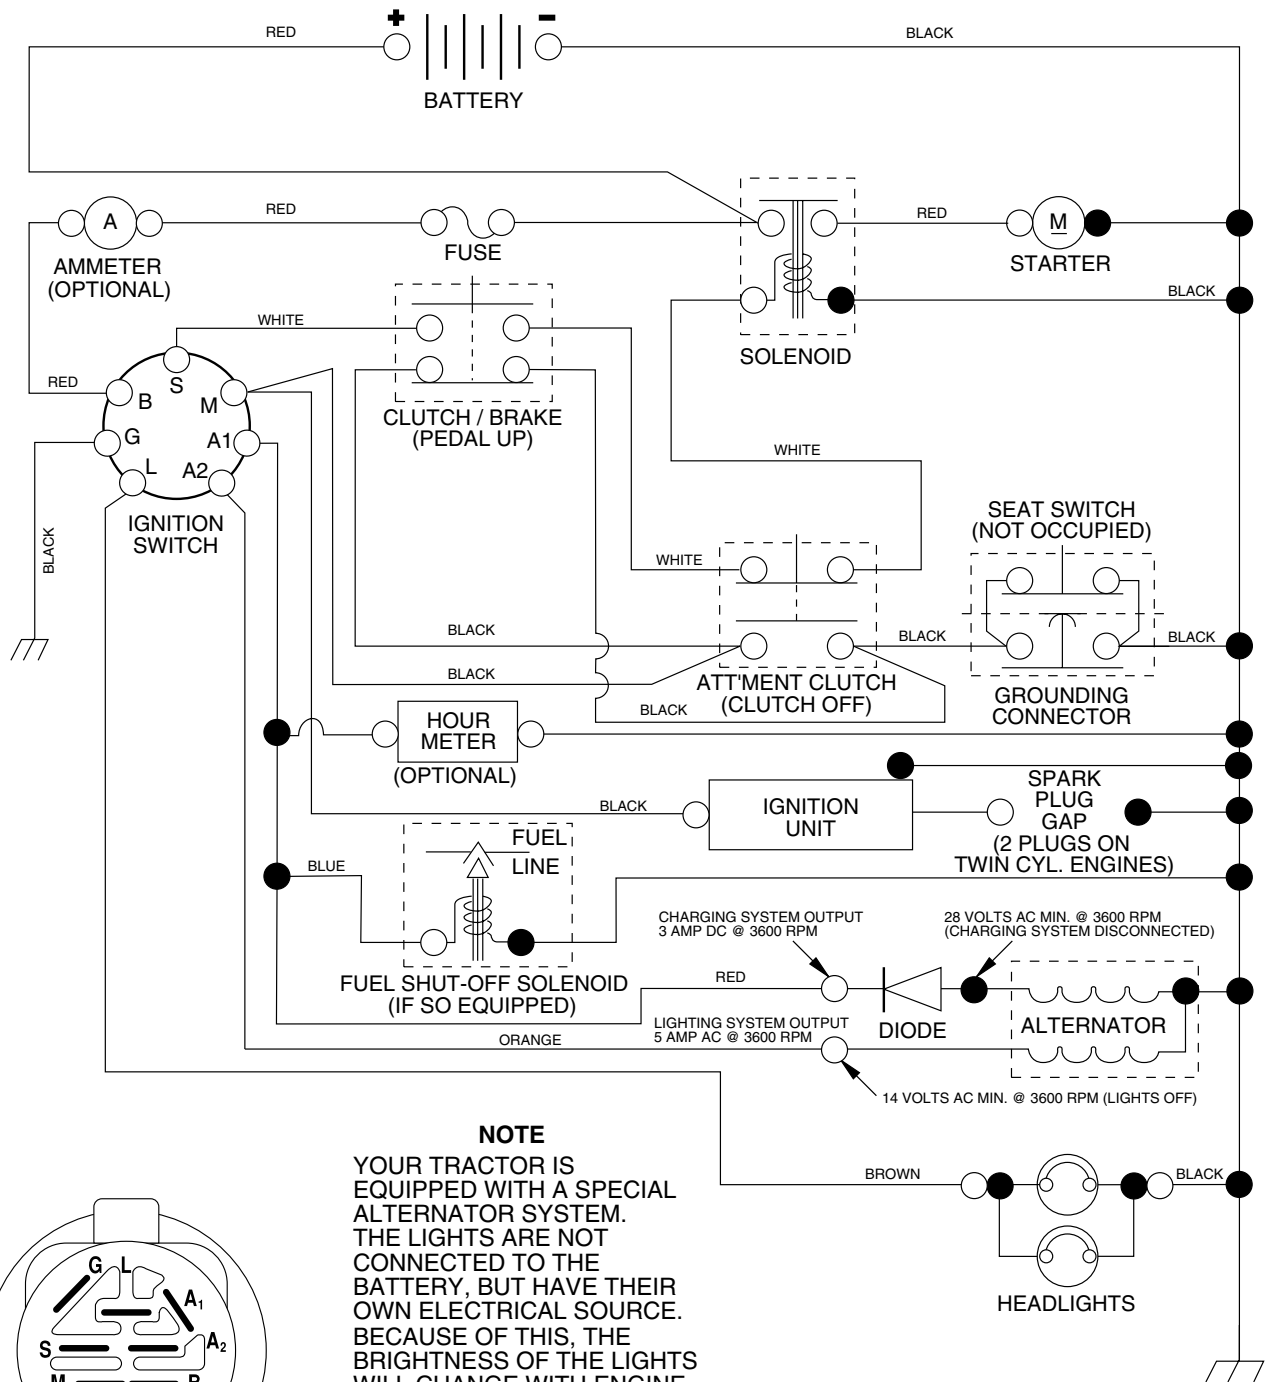 + −
RED
BLACK
BATTERY
A
RED
FUSE
RED
M
STARTER
AMMETER
(OPTIONAL)
BLACK
WHITE
SOLENOID
RED
S
B
M
CLUTCH / BRAKE
(PEDAL UP)
G
A1
L
A2
WHITE
IGNITION
SWITCH
BLACK
SEAT SWITCH
(NOT OCCUPIED)
WHITE
BLACK
BLACK
BLACK
BLACK
ATT'MENT CLUTCH
(CLUTCH OFF)
BLACK
GROUNDING
CONNECTOR
HOUR
METER
(OPTIONAL)
BLACK
IGNITION
UNIT
SPARK
PLUG
GAP
(2 PLUGS ON
TWIN CYL. ENGINES)
FUEL
LINE
BLUE
FUEL SHUT-OFF SOLENOID
(IF SO EQUIPPED)
CHARGING SYSTEM OUTPUT
3 AMP DC @ 3600 RPM
28 VOLTS AC MIN. @ 3600 RPM
(CHARGING SYSTEM DISCONNECTED)
RED
DIODE
ALTERNATOR
LIGHTING SYSTEM OUTPUT
5 AMP AC @ 3600 RPM
ORANGE
14 VOLTS AC MIN. @ 3600 RPM (LIGHTS OFF)
BROWN
BLACK
HEADLIGHTS
NOTE
YOUR TRACTOR IS
EQUIPPED WITH A SPECIAL
ALTERNATOR SYSTEM.
THE LIGHTS ARE NOT
CONNECTED TO THE
BATTERY, BUT HAVE THEIR
OWN ELECTRICAL SOURCE.
BECAUSE OF THIS, THE
BRIGHTNESS OF THE LIGHTS
WILL CHANGE WITH ENGINE
G L
A1
A2
S
M